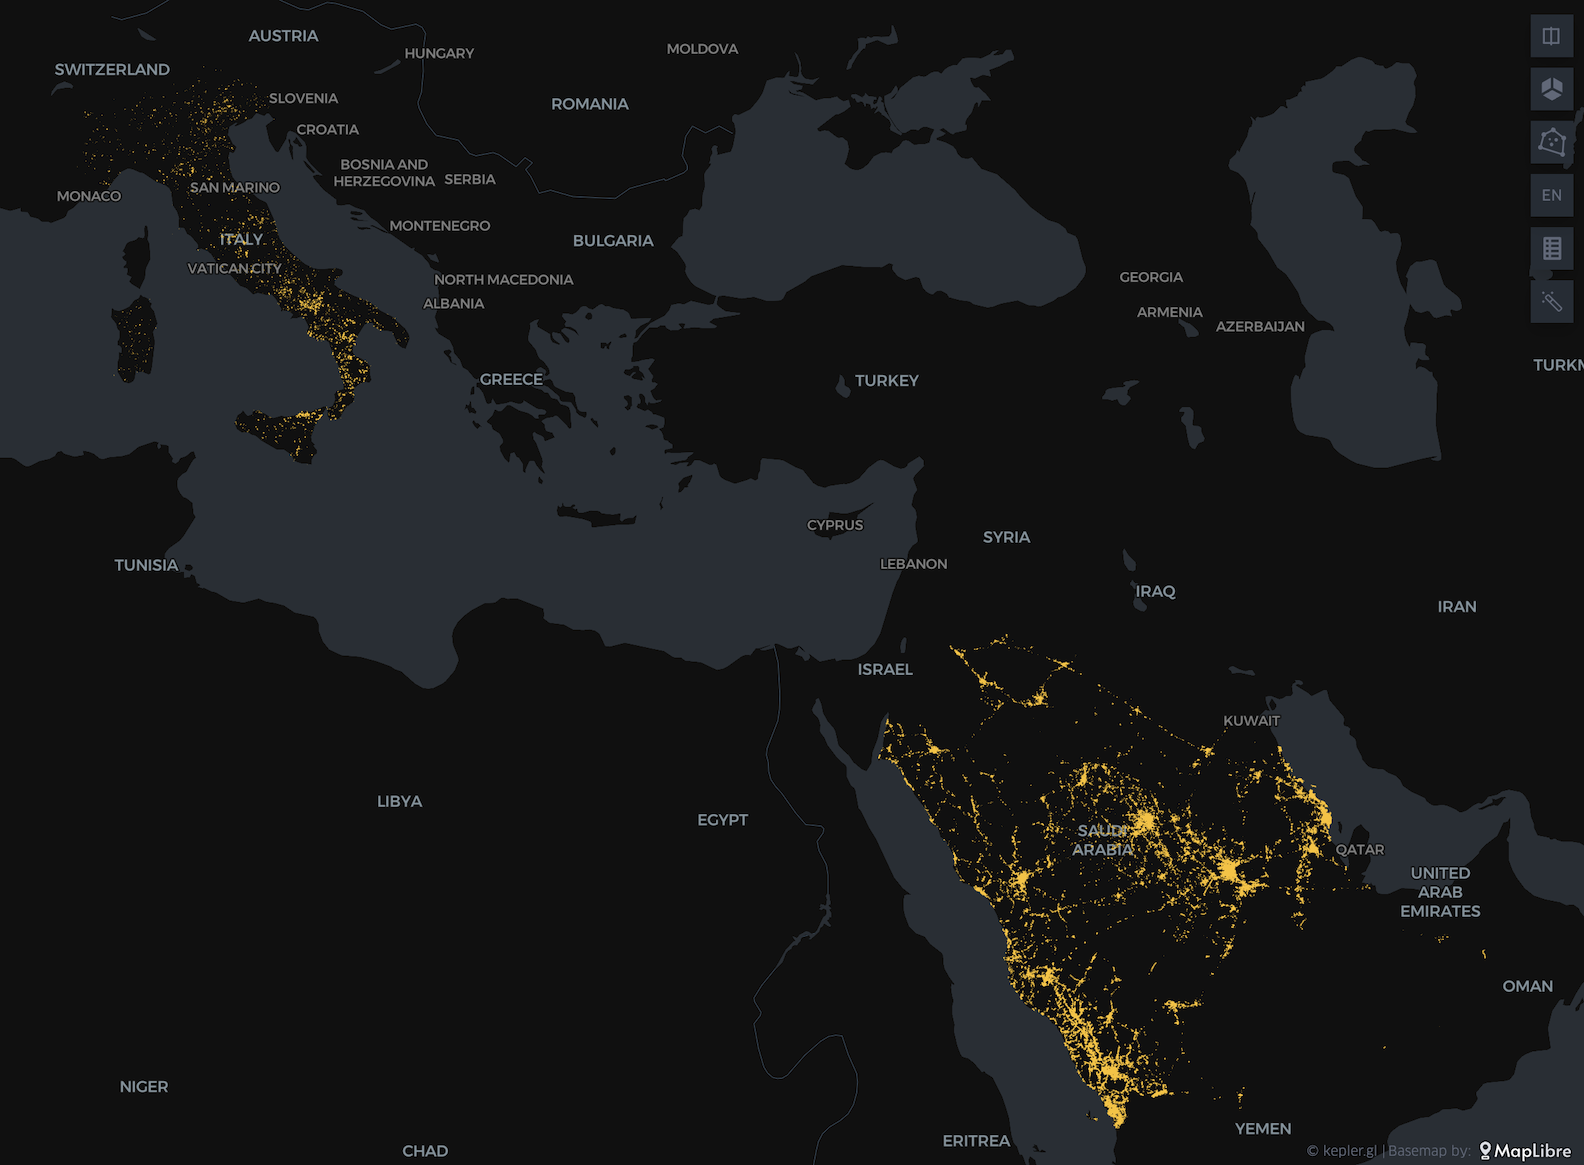 AUSTRIA
HUNGARY
MOLDOVA
SWITZERLAND
SLOVENIA
ROMANIA
CROATIA
BOSNIA AND
HERZEGOVINA
SERBIA
SAN MARINO
MONACO
EN
MONTENEGRO
ITALY
BULGARIA
VATICAN CITY
NORTH MACEDONIA
GEORGIA
ALBANIA
ARMENIA
AZERBAIJAN
TURKM
GREECE
TURKEY
CYPRUS
SYRIA
LEBANON
TUNISIA
IRAQ
IRAN
ISRAEL
KUWAIT
LIBYA
EGYPT
SAUDI
ARABIA
QATAR
UNITED
ARAB
EMIRATES
OMAN
NIGER
YEMEN
ERITREA
CHAD
© kepler.gl | Basemap by: MapLibre